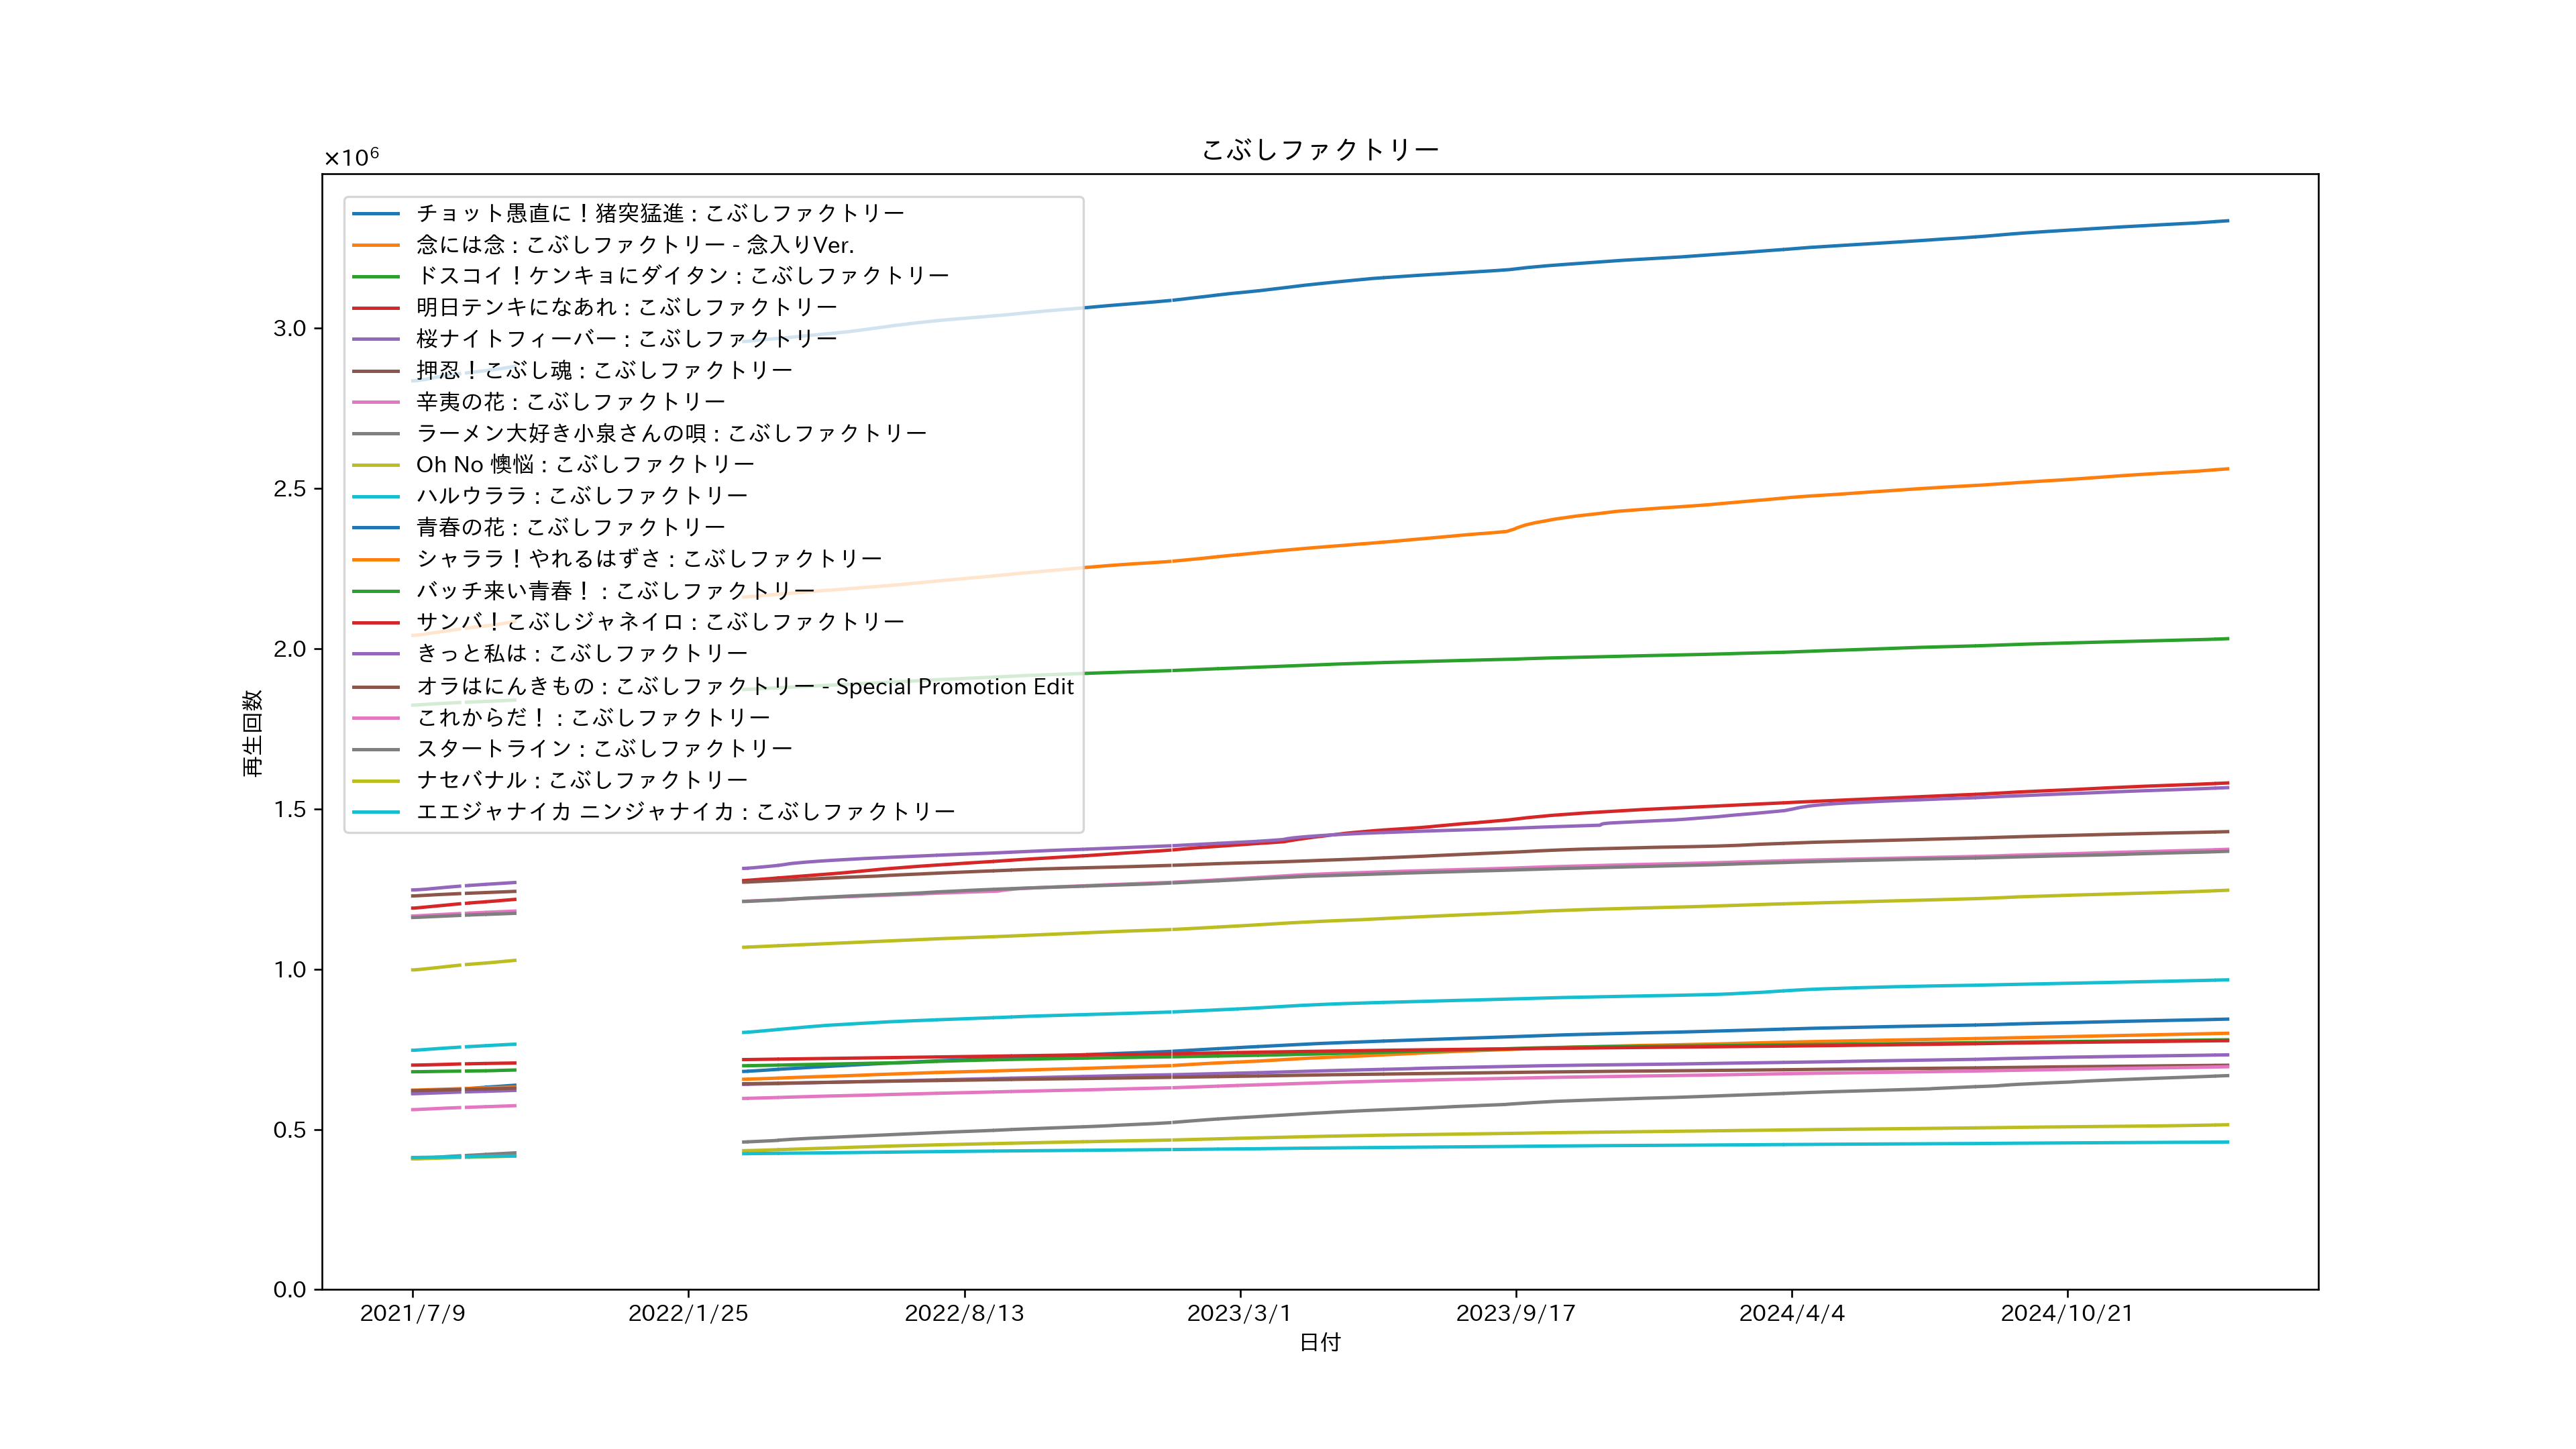 こぶしファクトリー
×10⁶
チョット愚直に！猪突猛進 : こぶしファクトリー
念には念 : こぶしファクトリー - 念入りVer.
ドスコイ！ケンキョにダイタン : こぶしファクトリー
明日テンキになあれ : こぶしファクトリー
桜ナイトフィーバー : こぶしファクトリー
押忍！こぶし魂 : こぶしファクトリー
辛夷の花 : こぶしファクトリー
ラーメン大好き小泉さんの唄 : こぶしファクトリー
Oh No 懊悩 : こぶしファクトリー
ハルウララ : こぶしファクトリー
青春の花 : こぶしファクトリー
シャララ！やれるはずさ : こぶしファクトリー
バッチ来い青春！ : こぶしファクトリー
サンバ！こぶしジャネイロ : こぶしファクトリー
きっと私は : こぶしファクトリー
オラはにんきもの : こぶしファクトリー - Special Promotion Edit
これからだ！ : こぶしファクトリー
スタートライン : こぶしファクトリー
ナセバナル : こぶしファクトリー
エエジャナイカ ニンジャナイカ : こぶしファクトリー
3.0
2.5
2.0
1.5
1.0
0.5
0.0
再生回数
2021/7/9
2022/1/25
2022/8/13
2023/3/1
2023/9/17
2024/4/4
2024/10/21
日付